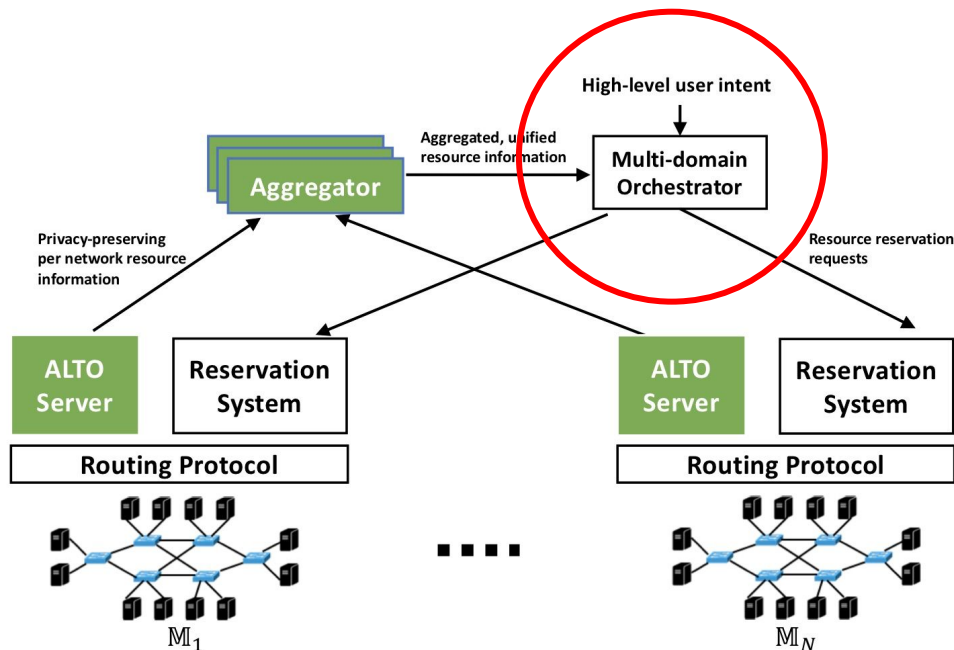 High-level user intent
Aggregated, unified
resource information
Multi-domain
Orchestrator
Aggregator
Privacy-preserving
per network resource
information
Resource reservation
requests
ALTO
Server
Reservation
System
ALTO
Server
Reservation
System
Routing Protocol
Routing Protocol
𝕄₁
𝕄_N